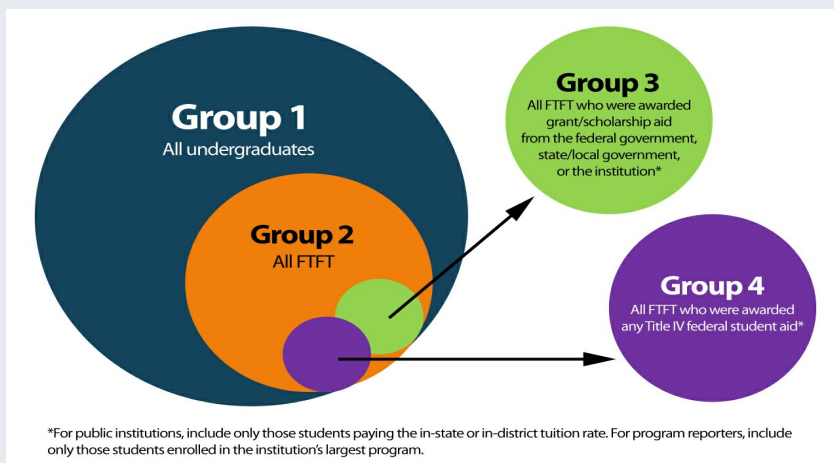 Group 1
All undergraduates
Group 2
All FTFT
Group 3
All FTFT who were awarded
grant/scholarship aid
from the federal government,
state/local government,
or the institution*
Group 4
All FTFT who were awarded
any Title IV federal student aid*
*For public institutions, include only those students paying the in-state or in-district tuition rate. For program reporters, include
only those students enrolled in the institution's largest program.